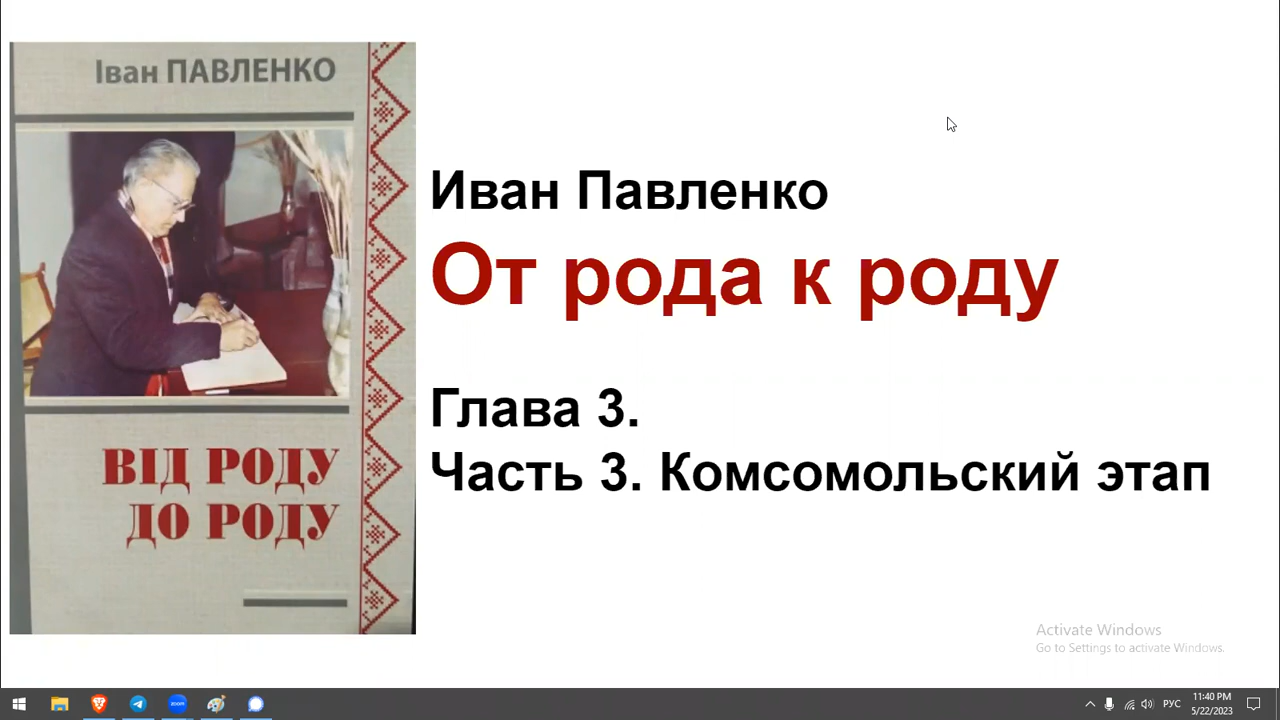 Іван ПАВЛЕНКО
ВІД РОДУ
ДО РОДУ
Иван Павленко
От рода к роду
Глава 3.
Часть 3. Комсомольский этап
Activate Windows
Go to Settings to activate Windows.
zoom
РУС
11:40 PM
5/22/2023